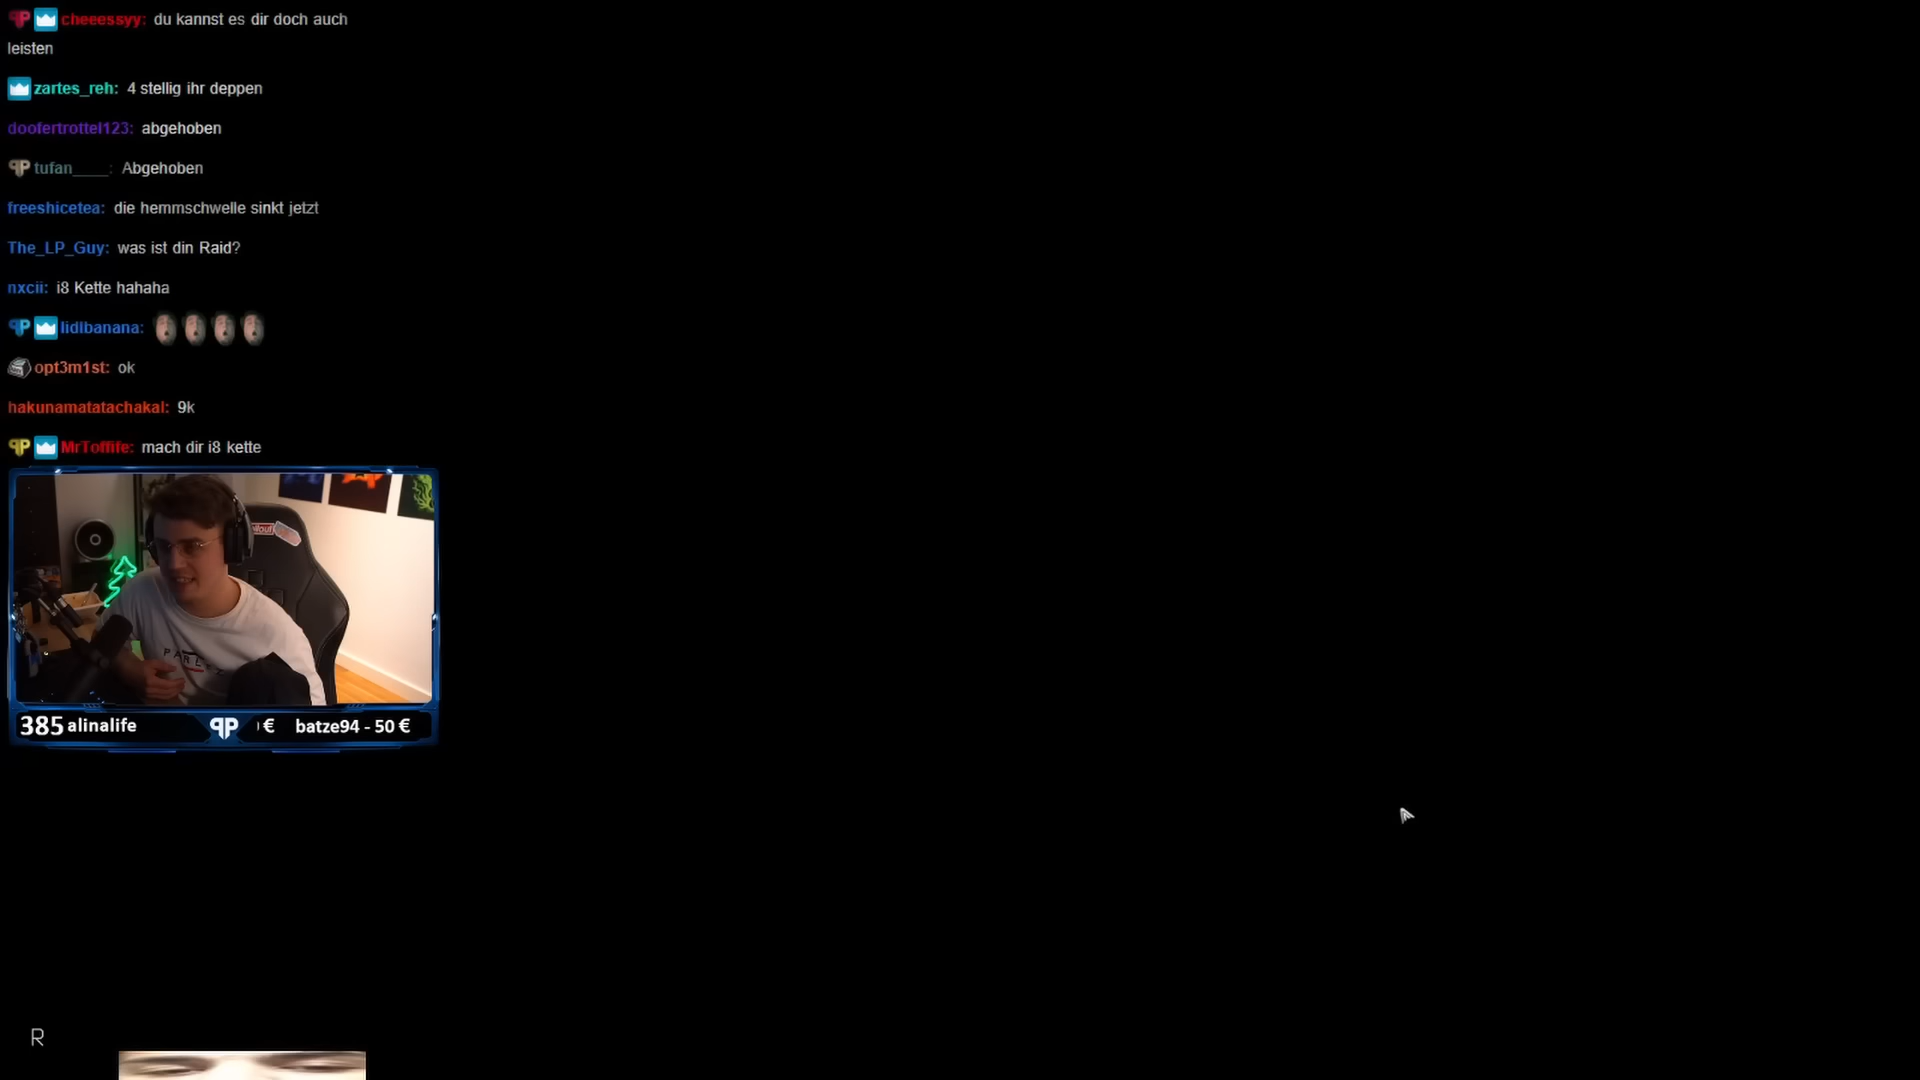 cheeessyy: du kannst es dir doch auch
leisten
zartes_reh: 4 stellig ihr deppen
doofertrottel123: abgehoben
tufan____: Abgehoben
freeshicetea: die hemmschwelle sinkt jetzt
The_LP_Guy: was ist din Raid?
nxcii: i8 Kette hahaha
lidlbanana:
opt3m1st: ok
hakunamatatachakal: 9k
MrToffife: mach dir i8 kette
385 alinalife
€ batze94 - 50 €
R